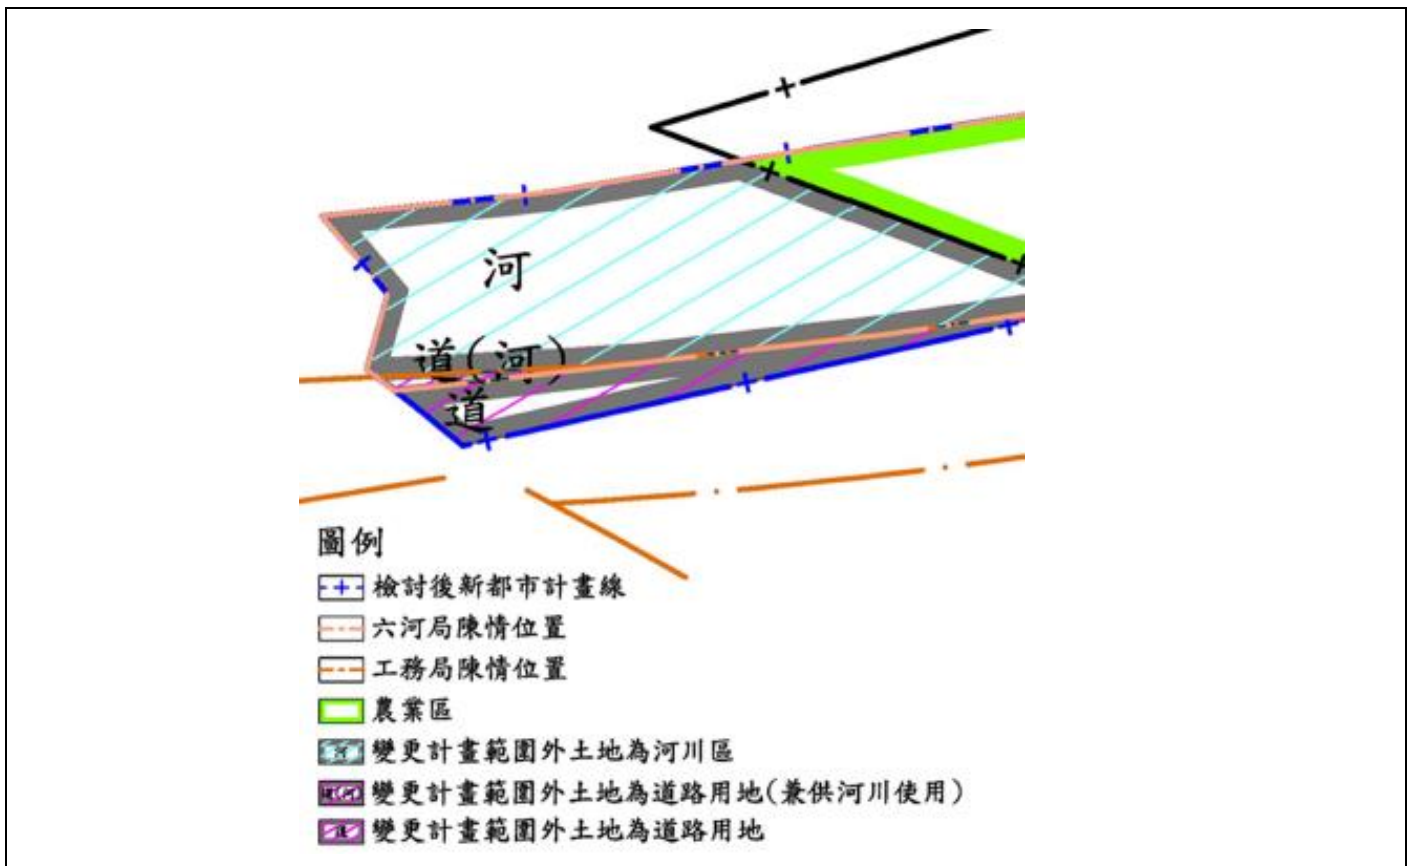 河
道(河)
道
圖例
檢討後新都市計畫線
六河局陳情位置
工務局陳情位置
農業區
河
變更計畫範圍外土地為河川區
變更計畫範圍外土地為道路用地(兼供河川使用)
道
變更計畫範圍外土地為道路用地